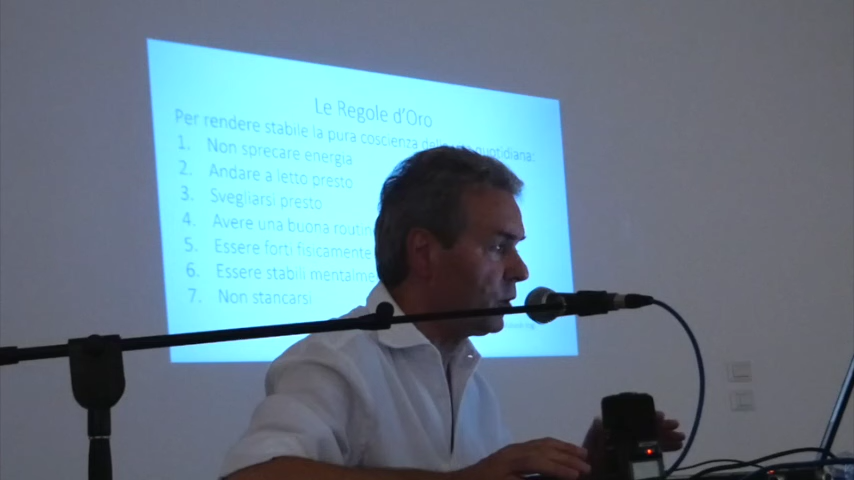 Le Regole d'Oro
Per rendere stabile la pura coscienza quotidiana:
1. Non sprecare energia
2. Andare a letto presto
3. Svegliarsi presto
4. Avere una buona
5. Essere forti fisicamente
6. Essere stabili
7. Non stancarsi